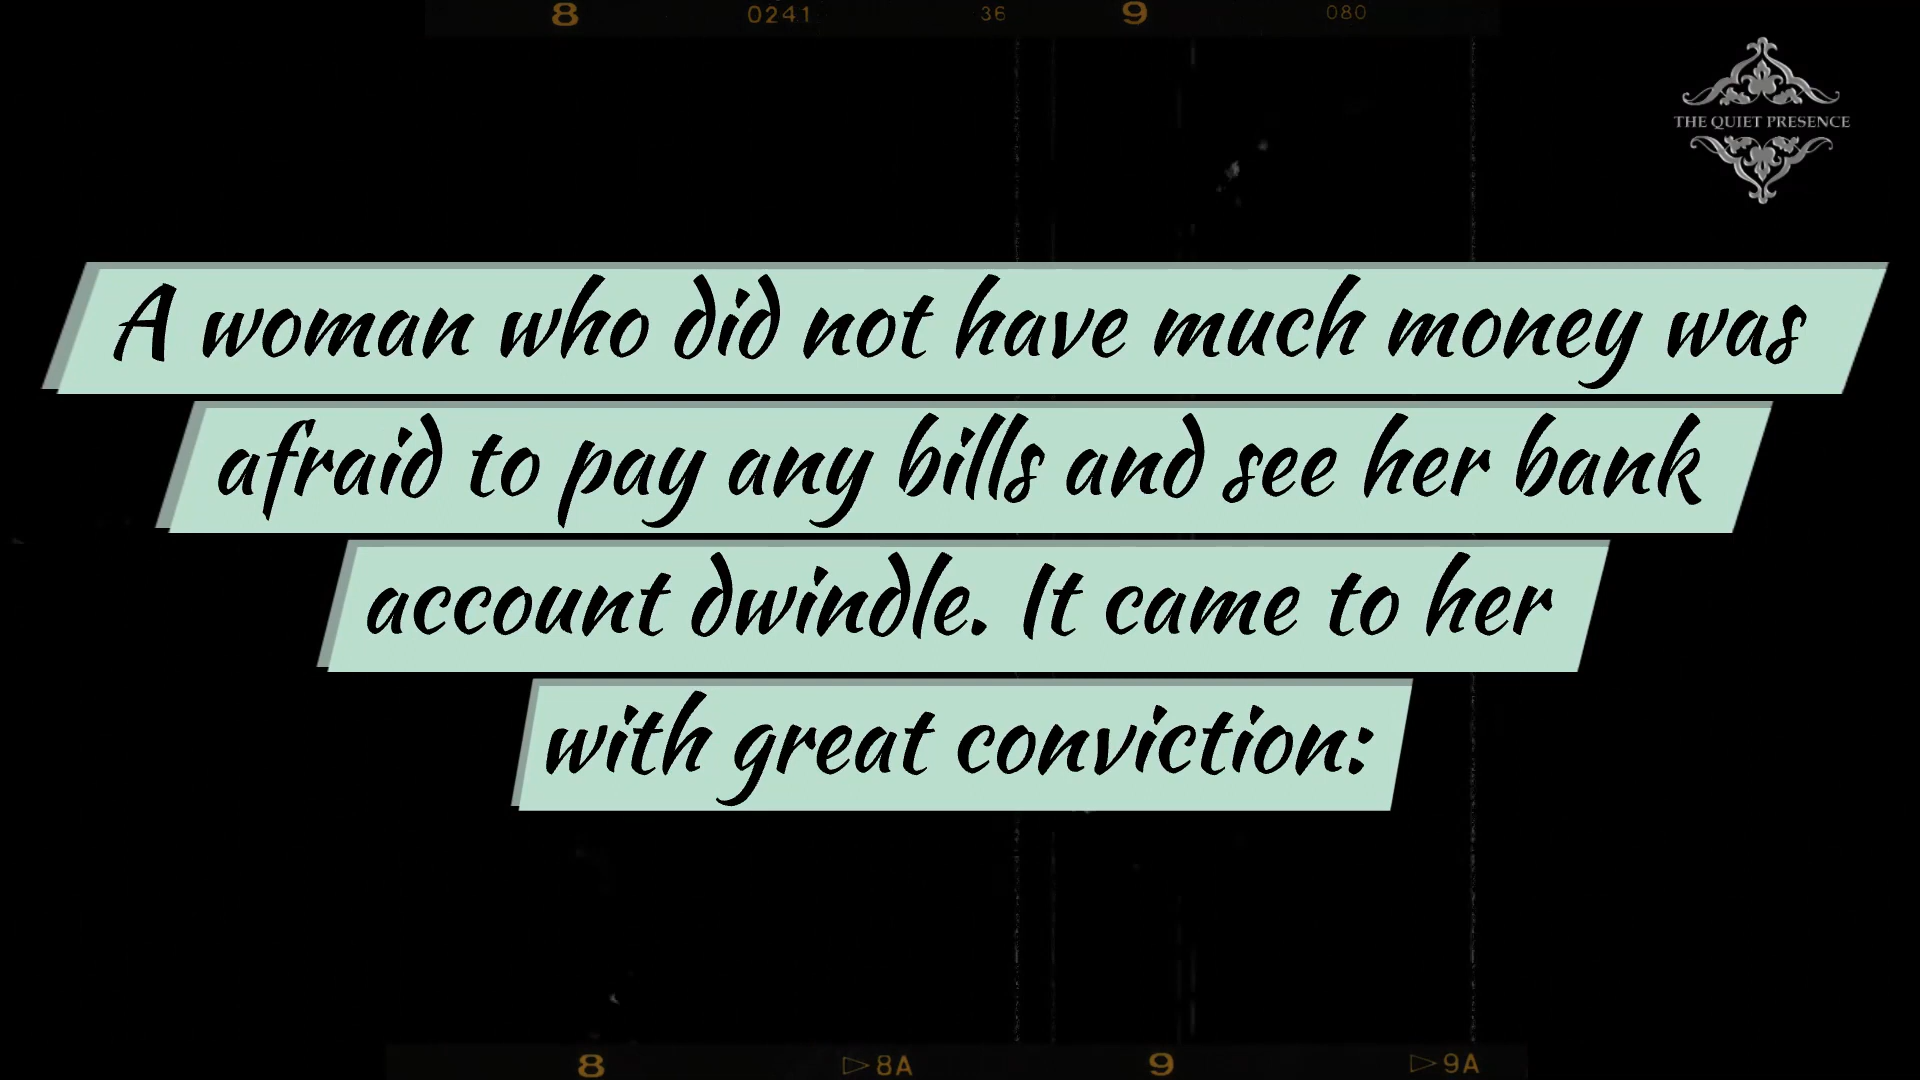 8 0241 36 9 080
THE QUIET PRESENCE
A woman who did not have much money was
afraid to pay any bills and see her bank
account dwindle. It came to her
with great conviction:
8 ▷8A 9 ▷9A